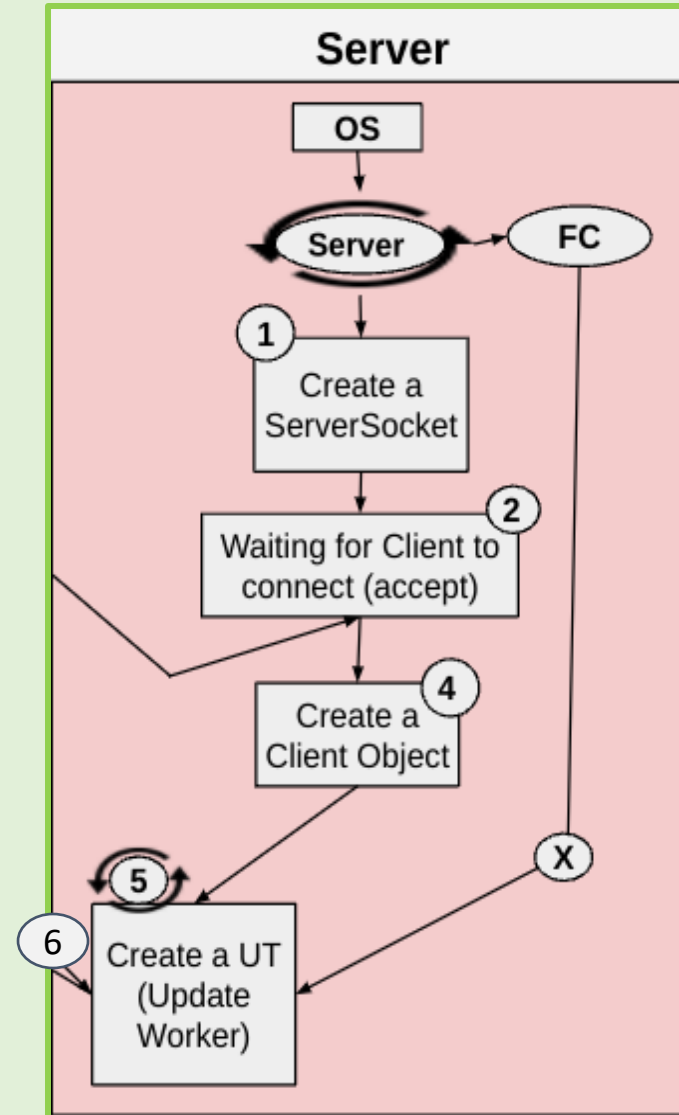 Server
OS
Server
FC
1
Create a
ServerSocket
2
Waiting for Client to
connect (accept)
4
Create a
Client Object
X
5
6
Create a UT
(Update
Worker)